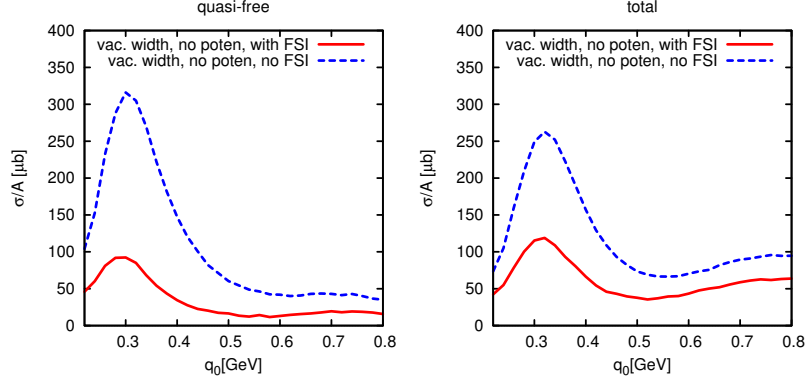 quasi-free
400
350
300
250
200
150
100
50
0
σ/A [μb]
vac. width, no poten, with FSI
vac. width, no poten, no FSI
0.3 0.4 0.5 0.6 0.7 0.8
q0[GeV]
total
400
350
300
250
200
150
100
50
0
σ/A [μb]
vac. width, no poten, with FSI
vac. width, no poten, no FSI
0.3 0.4 0.5 0.6 0.7 0.8
q0[GeV]